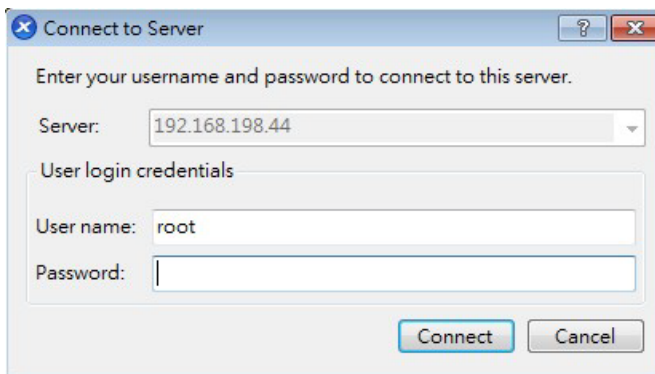 Connect to Server
Enter your username and password to connect to this server.
Server: 192.168.198.44
User login credentials
User name: root
Password:
Connect Cancel